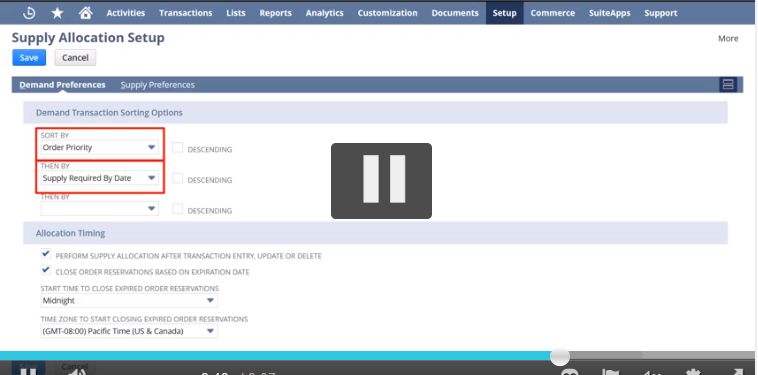 Activities Transactions Lists Reports Analytics Customization Documents Setup Commerce SuiteApps Support
Supply Allocation Setup
More
Save Cancel
Demand Preferences Supply Preferences
Demand Transaction Sorting Options
SORT BY
Order Priority DESCENDING
THEN BY
Supply Required By Date DESCENDING
THEN BY
DESCENDING
Allocation Timing
PERFORM SUPPLY ALLOCATION AFTER TRANSACTION ENTRY, UPDATE OR DELETE
CLOSE ORDER RESERVATIONS BASED ON EXPIRATION DATE
START TIME TO CLOSE EXPIRED ORDER RESERVATIONS
Midnight
TIME ZONE TO START CLOSING EXPIRED ORDER RESERVATIONS
(GMT-08:00) Pacific Time (US & Canada)
Cancel